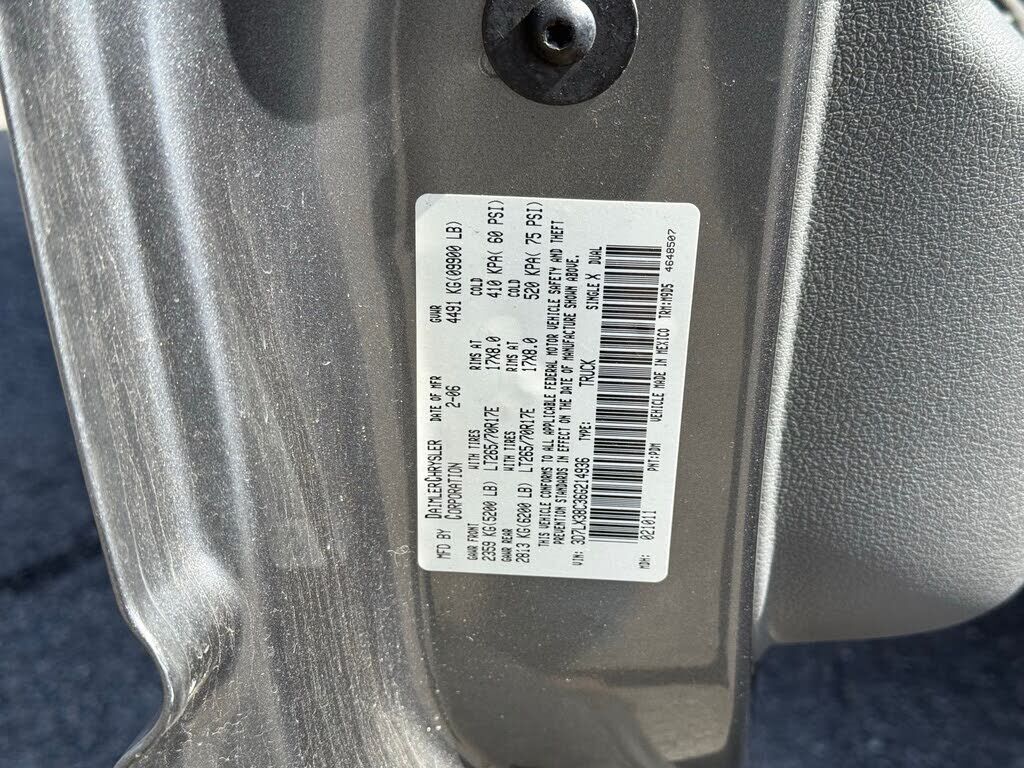 MFD BY DAIMLERCHRYSLER CORPORATION DATE OF MFR 2-06 GVWR 4491 KG(09900 LB)
GAWR FRONT WITH TIRES RIMS AT COLD
2359 KG(5200 LB) LT265/70R17E 17X8.0 410 KPA( 60 PSI)
GAWR REAR WITH TIRES RIMS AT COLD
2813 KG(6200 LB) LT265/70R17E 17X8.0 520 KPA( 75 PSI)
THIS VEHICLE CONFORMS TO ALL APPLICABLE FEDERAL MOTOR VEHICLE SAFETY AND THEFT
PREVENTION STANDARDS IN EFFECT ON THE DATE OF MANUFACTURE SHOWN ABOVE.
VIN: 3D7LX38C36G214936 TYPE: TRUCK SINGLE X DUAL
MDH: 021011 PNT:PDM VEHICLE MADE IN MEXICO TRM:M9D5 4648507